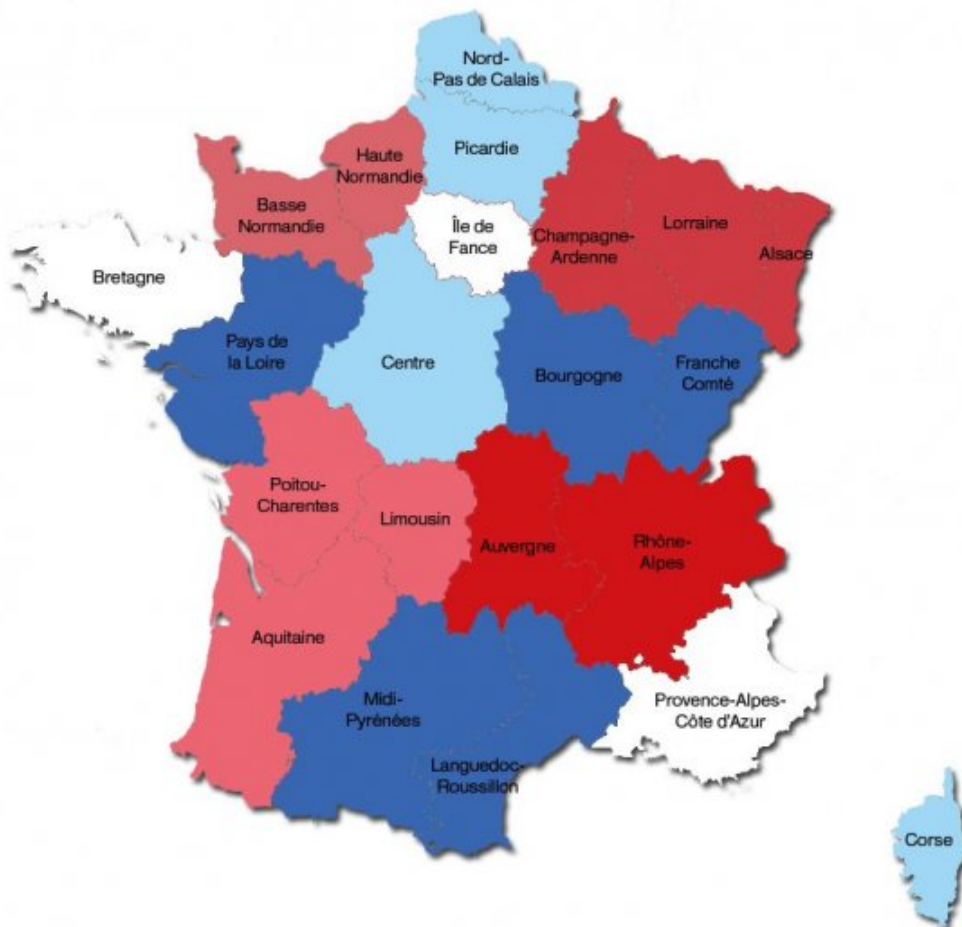 Nord-
Pas de Calais
Picardie
Haute
Normandie
Basse
Normandie
Île de
Fance
Champagne-
Ardenne
Lorraine
Alsace
Bretagne
Pays de
la Loire
Centre
Bourgogne
Franche
Comté
Poitou-
Charentes
Limousin
Auvergne
Rhône-
Alpes
Aquitaine
Midi-
Pyrénées
Languedoc-
Roussillon
Provence-Alpes-
Côte d'Azur
Corse